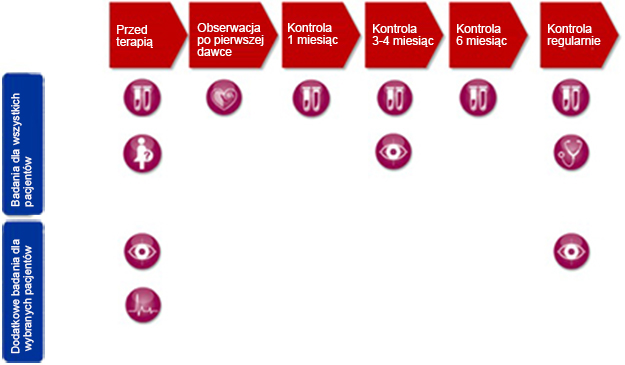 Przed
terapią
Obserwacja
po pierwszej
dawce
Kontrola
1 miesiąc
Kontrola
3-4 miesiąc
Kontrola
6 miesiąc
Kontrola
regularnie
Badania dla wszystkich
pacjentów
Dodatkowe badania dla
wybranych pacjentów